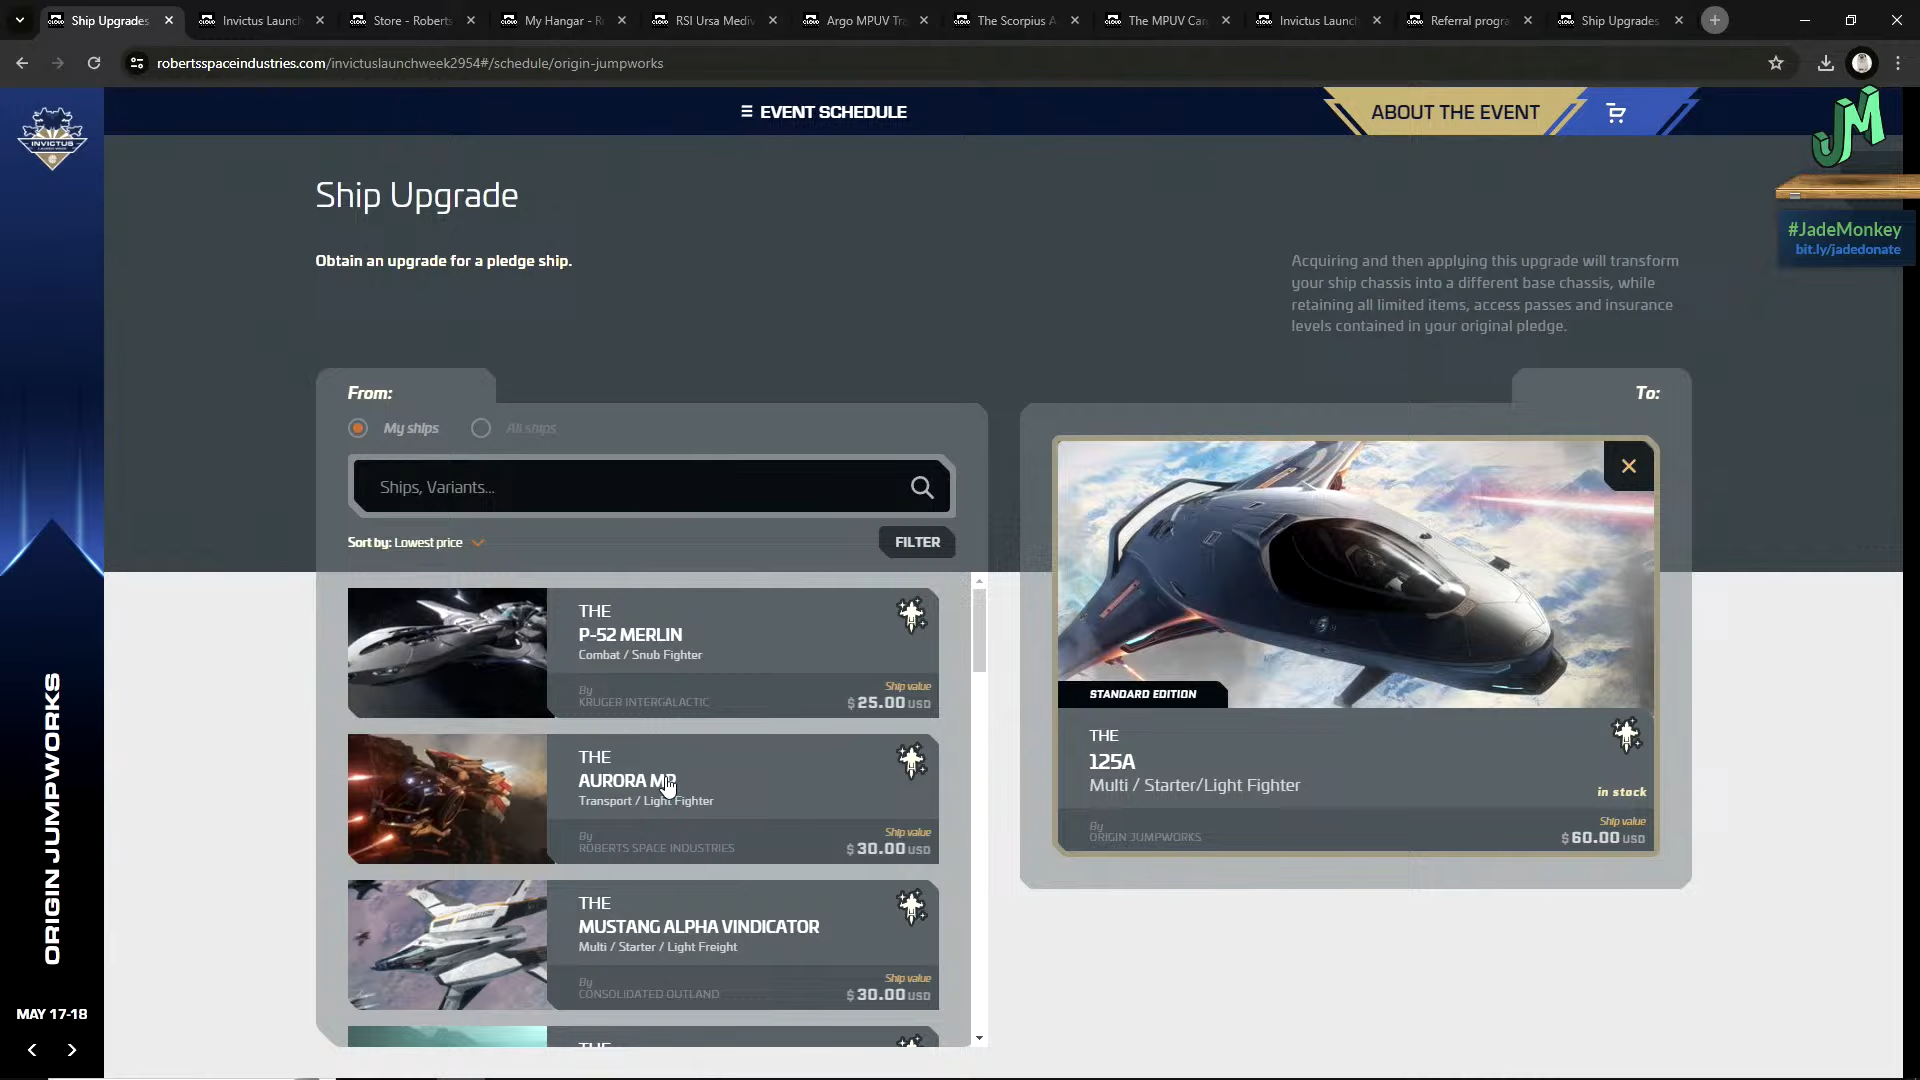 Ship Upgrades
Invictus Launch
Store - Roberts
My Hangar - R
RSI Ursa Mediv
Argo MPUV Tr
The Scorpius A
The MPUV Car
Invictus Launch
Referral progra
Ship Upgrades
robertsspaceindustries.com/invictuslaunchweek2954#/schedule/origin-jumpworks
INVICTUS
EVENT SCHEDULE
ABOUT THE EVENT
JM
#JadeMonkey
bit.ly/jadedonate
Ship Upgrade
Obtain an upgrade for a pledge ship.
Acquiring and then applying this upgrade will transform
your ship chassis into a different base chassis, while
retaining all limited items, access passes and insurance
levels contained in your original pledge.
From:
My ships
All ships
Ships, Variants...
Sort by: Lowest price
FILTER
THE
P-52 MERLIN
Combat / Snub Fighter
By
KRUGER INTERGALACTIC
Ship value
$25.00 USD
THE
AURORA MR
Transport / Light Fighter
By
ROBERTS SPACE INDUSTRIES
Ship value
$30.00 USD
THE
MUSTANG ALPHA VINDICATOR
Multi / Starter / Light Freight
By
CONSOLIDATED OUTLAND
Ship value
$30.00 USD
THE
To:
STANDARD EDITION
THE
125A
Multi / Starter/Light Fighter
in stock
By
ORIGIN JUMPWORKS
Ship value
$60.00 USD
ORIGIN JUMPWORKS
MAY 17-18